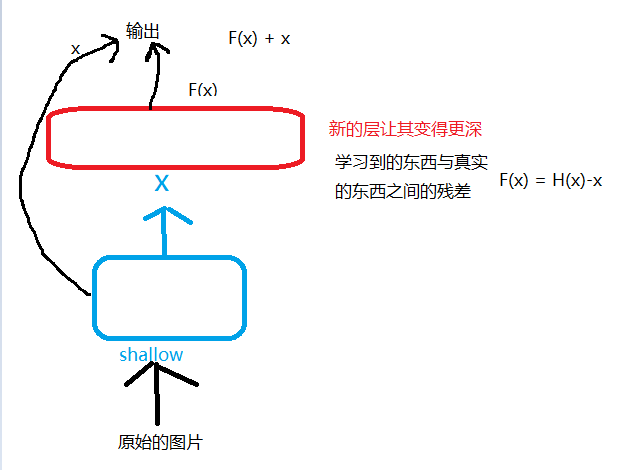 输出
x
F(x) + x
F(x)
新的层让其变得更深
学习到的东西与真实
的东西之间的残差
F(x) = H(x)-x
X
shallow
原始的图片